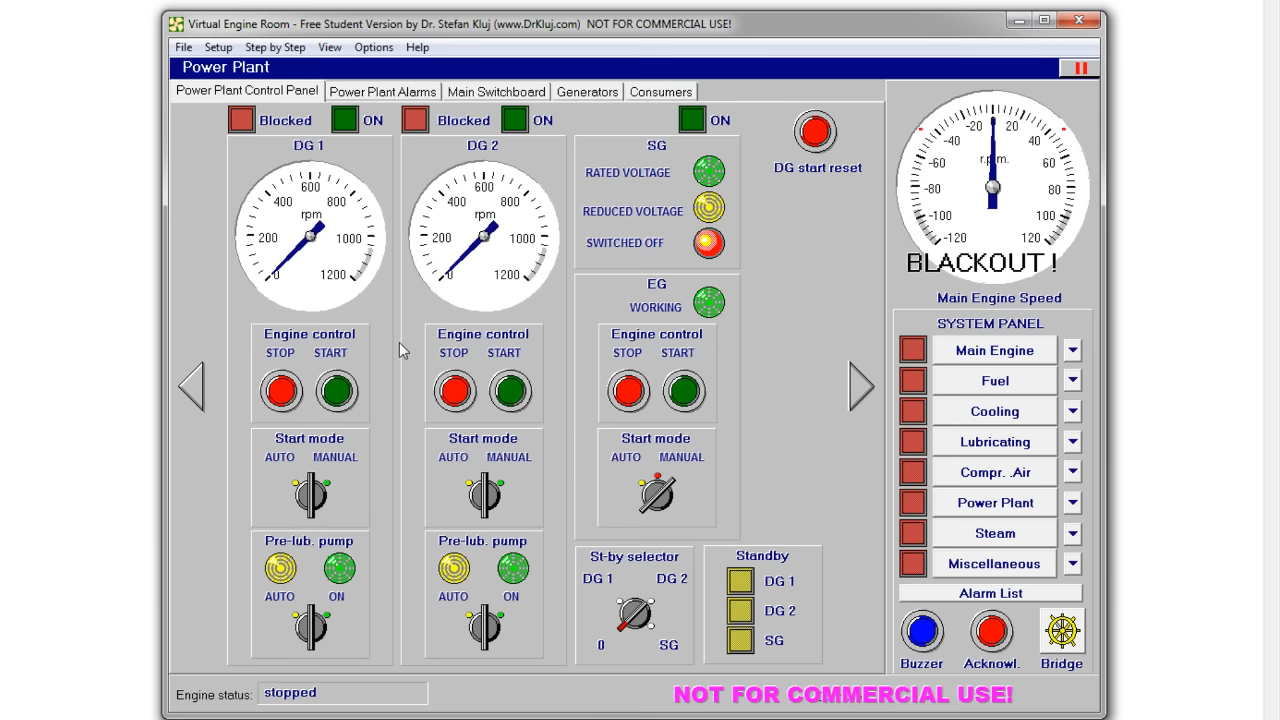 Virtual Engine Room - Free Student Version by Dr. Stefan Kluj (www.DrKluj.com)  NOT FOR COMMERCIAL USE!
File Setup Step by Step View Options Help
Power Plant
Power Plant Control Panel Power Plant Alarms Main Switchboard Generators Consumers
Blocked ON Blocked ON ON
DG 1
600
400 800
rpm
200 1000
0 1200
Engine control
STOP START
Start mode
AUTO MANUAL
Pre-lub. pump
AUTO ON
DG 2
600
400 800
rpm
200 1000
0 1200
Engine control
STOP START
Start mode
AUTO MANUAL
Pre-lub. pump
AUTO ON
SG
RATED VOLTAGE
REDUCED VOLTAGE
SWITCHED OFF
EG
WORKING
Engine control
STOP START
Start mode
AUTO MANUAL
St-by selector
DG 1 DG 2
0 SG
Standby
DG 1
DG 2
SG
DG start reset
-20 20
-40 40
r.p.m.
-60 60
-80 80
-100 100
-120 120
BLACKOUT !
Main Engine Speed
SYSTEM PANEL
Main Engine
Fuel
Cooling
Lubricating
Compr. .Air
Power Plant
Steam
Miscellaneous
Alarm List
Buzzer Acknowl. Bridge
Engine status: stopped
NOT FOR COMMERCIAL USE!